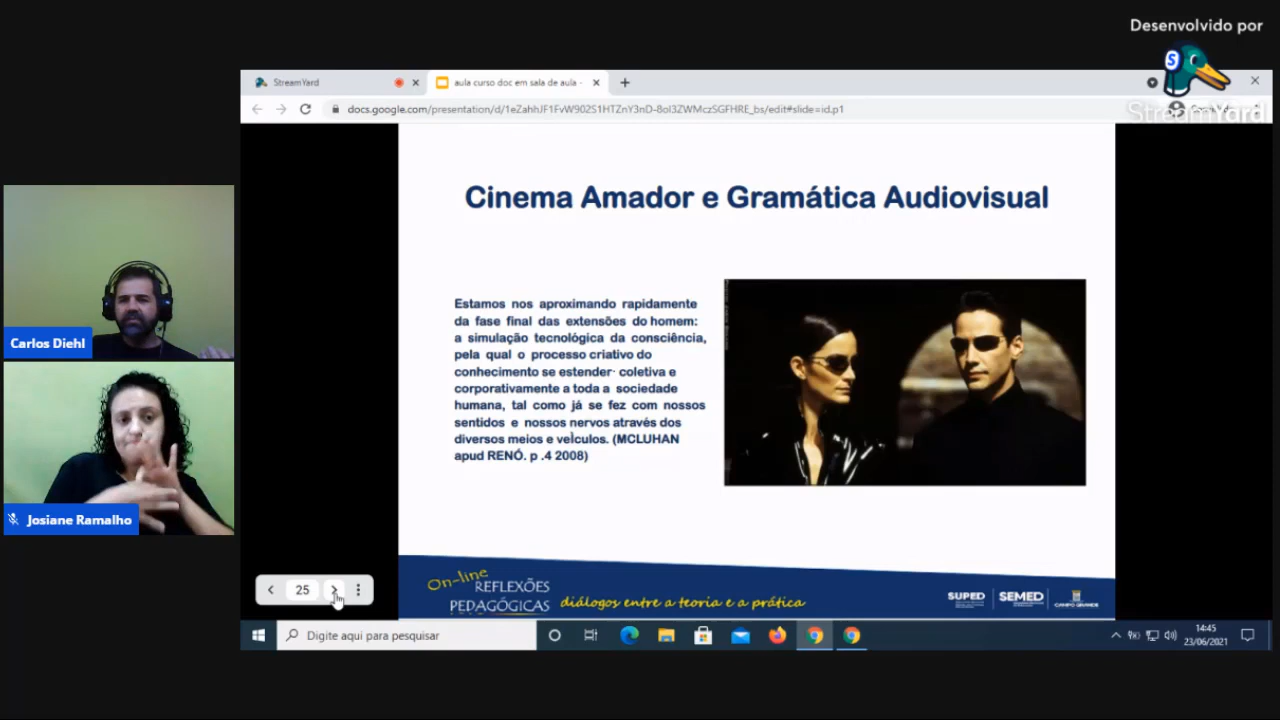 Desenvolvido por
StreamYard
StreamYard
aula curso doc em sala de aula -
docs.google.com/presentation/d/1eZahhJF1FvW902S1HTZnY3nD-8oI3ZWMczSGFHRE_bs/edit#slide=id.p1
Cinema Amador e Gramática Audiovisual
Estamos nos aproximando rapidamente
da fase final das extensões do homem:
a simulação tecnológica da consciência,
pela qual o processo criativo do
conhecimento se estender· coletiva e
corporativamente a toda a sociedade
humana, tal como já se fez com nossos
sentidos e nossos nervos através dos
diversos meios e veículos. (MCLUHAN
apud RENÓ. p .4 2008)
Carlos Diehl
Josiane Ramalho
25
On-line
REFLEXÕES
PEDAGÓGICAS
diálogos entre a teoria e a prática
SUPED
SEMED
CAMPO GRANDE
Digite aqui para pesquisar
14:45
23/06/2021